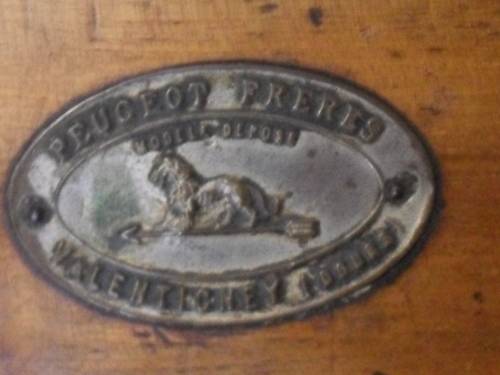 PEUGEOT FRERES
MODELE DEPOSE
VALENTIGNEY (DOUBS)